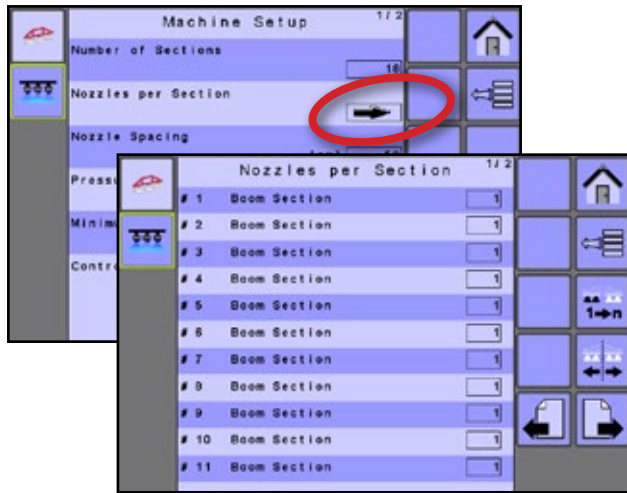 Machine Setup 1/2
Number of Sections
16
Nozzles per Section
Nozzle Spacing
Nozzles per Section 1/2
# 1 Boom Section 1
# 2 Boom Section 1
# 3 Boom Section 1
# 4 Boom Section 1
# 5 Boom Section 1
# 6 Boom Section 1
# 7 Boom Section 1
# 8 Boom Section 1
# 9 Boom Section 1
# 10 Boom Section 1
# 11 Boom Section 1
1→n